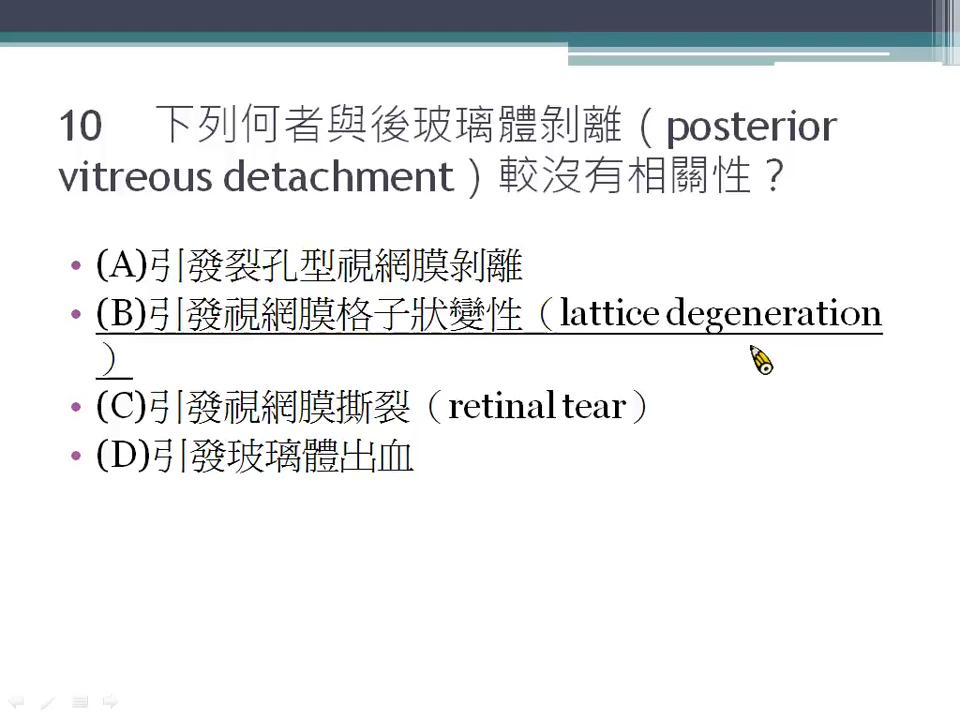 10 下列何者與後玻璃體剝離（posterior
vitreous detachment）較沒有相關性？
• (A)引發裂孔型視網膜剝離
• (B)引發視網膜格子狀變性（lattice degeneration
）
• (C)引發視網膜撕裂（retinal tear）
• (D)引發玻璃體出血